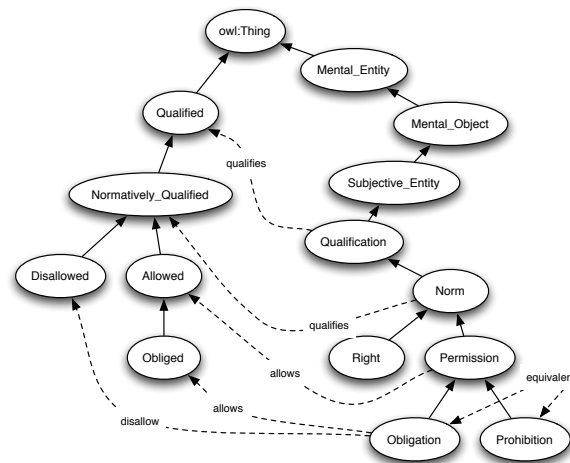 owl:Thing
Mental_Entity
Qualified
Mental_Object
qualifies
Normatively_Qualified
Subjective_Entity
Qualification
Disallowed
Allowed
Norm
qualifies
Obliged
Right
Permission
allows
equivalen
allows
disallow
Obligation
Prohibition